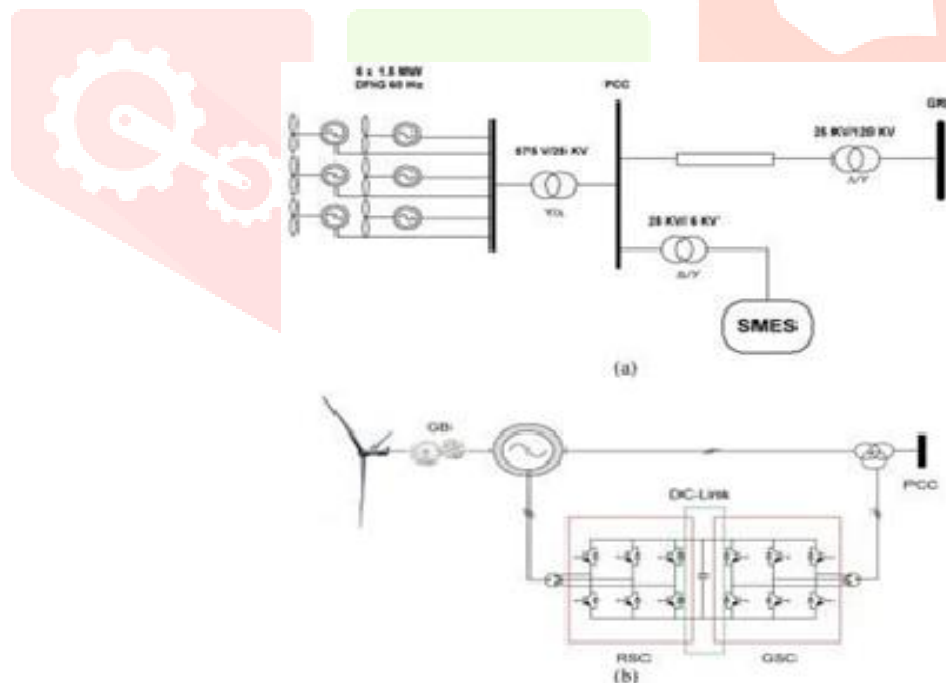 6 x 1.5 MW
DFIG 60 Hz
PCC
575 V/25 KV
Y/Δ
25 KV/120 KV
Δ/Y
25 KV/ 6 KV
Δ/Y
SMES
(a)
GB
PCC
DC-Link
RSC
GSC
(b)